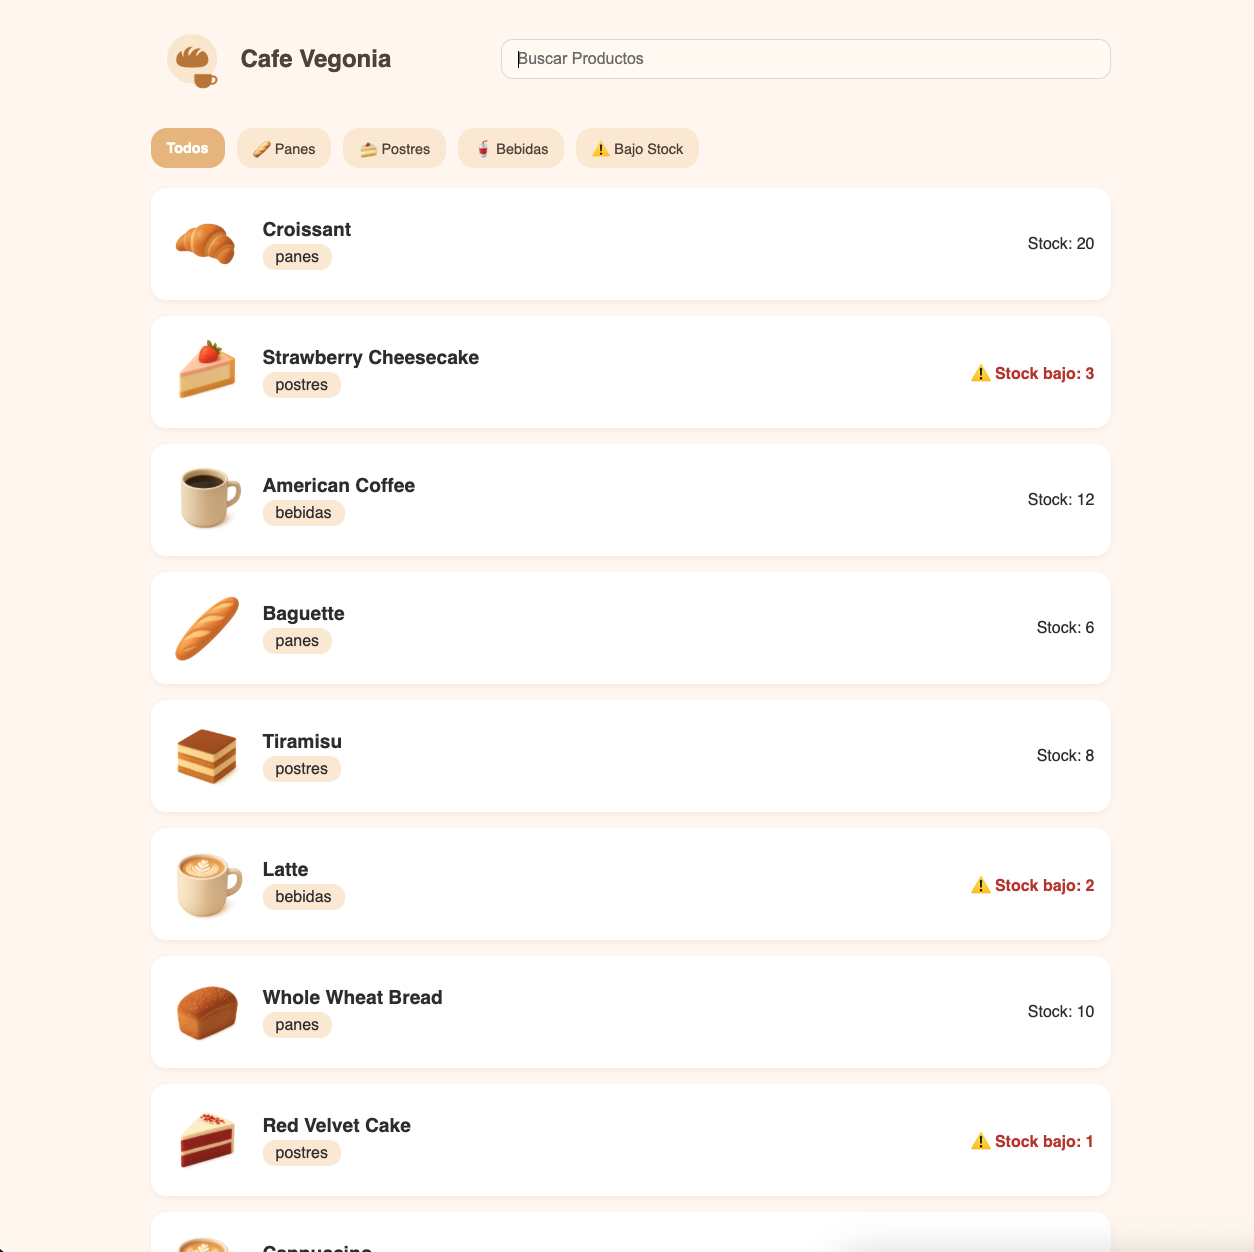 Cafe Vegonia
Buscar Productos
Todos
Panes
Postres
Bebidas
Bajo Stock
Croissant
panes
Stock: 20
Strawberry Cheesecake
postres
Stock bajo: 3
American Coffee
bebidas
Stock: 12
Baguette
panes
Stock: 6
Tiramisu
postres
Stock: 8
Latte
bebidas
Stock bajo: 2
Whole Wheat Bread
panes
Stock: 10
Red Velvet Cake
postres
Stock bajo: 1